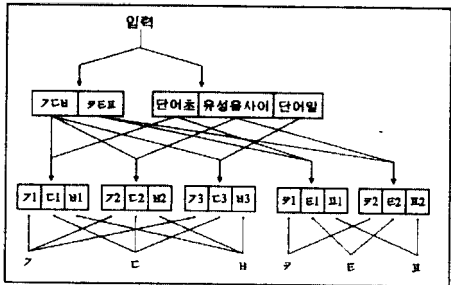 입력
ㄱㄷㅂ ㅋㅌㅍ 단어초 유성음사이 단어말
ㄱ1 ㄷ1 ㅂ1 ㄱ2 ㄷ2 ㅂ2 ㄱ3 ㄷ3 ㅂ3 ㅋ1 ㅌ1 ㅍ1 ㅋ2 ㅌ2 ㅍ2
ㄱ ㄷ ㅂ ㅋ ㅌ ㅍ